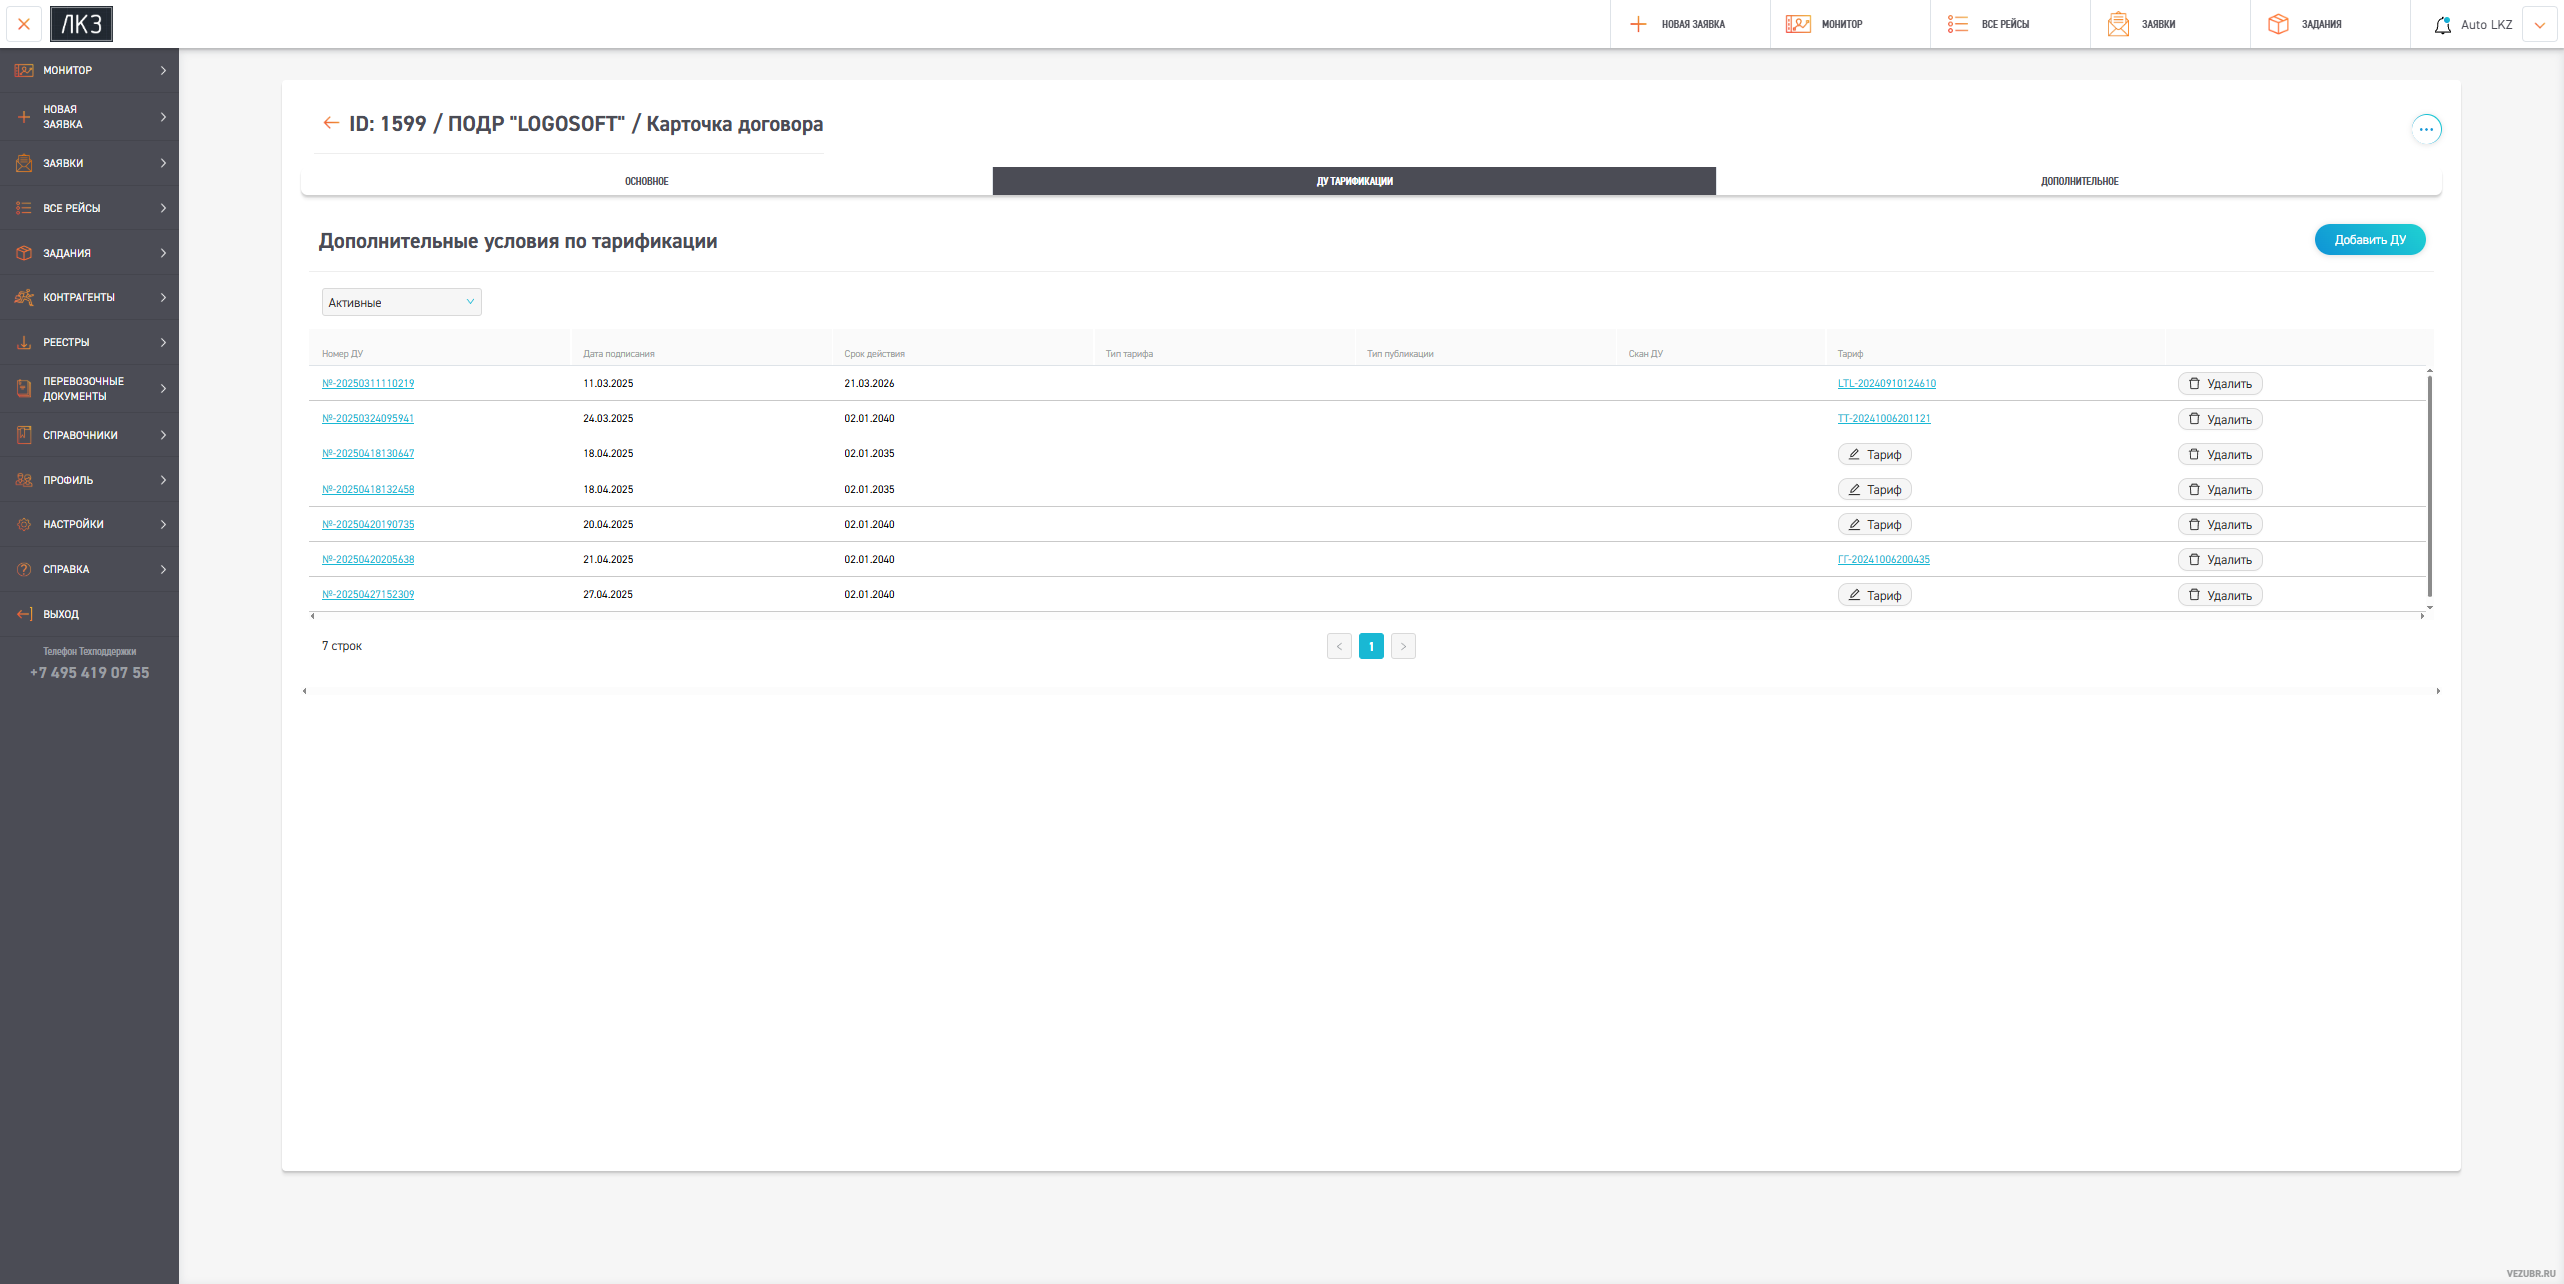 ЛКЗ
НОВАЯ ЗАЯВКА
МОНИТОР
ВСЕ РЕЙСЫ
ЗАЯВКИ
ЗАДАНИЯ
Auto LKZ
МОНИТОР
НОВАЯ
ЗАЯВКА
ЗАЯВКИ
ВСЕ РЕЙСЫ
ЗАДАНИЯ
КОНТРАГЕНТЫ
РЕЕСТРЫ
ПЕРЕВОЗОЧНЫЕ
ДОКУМЕНТЫ
СПРАВОЧНИКИ
ПРОФИЛЬ
НАСТРОЙКИ
СПРАВКА
ВЫХОД
Телефон Техподдержки
+7 495 419 07 55
ID: 1599 / ПОДР "LOGOSOFT" / Карточка договора
ОСНОВНОЕ
ДУ ТАРИФИКАЦИИ
ДОПОЛНИТЕЛЬНОЕ
Дополнительные условия по тарификации
Добавить ДУ
Активные
Номер ДУ Дата подписания Срок действия Тип тарифа Тип публикации Скан ДУ Тариф
№-20250311110219 11.03.2025 21.03.2026 LTL-20240910124610 Удалить
№-20250324095941 24.03.2025 02.01.2040 ТТ-20241006201121 Удалить
№-20250418130647 18.04.2025 02.01.2035 Тариф Удалить
№-20250418132458 18.04.2025 02.01.2035 Тариф Удалить
№-20250420190735 20.04.2025 02.01.2040 Тариф Удалить
№-20250420205638 21.04.2025 02.01.2040 ГГ-20241006200435 Удалить
№-20250427152309 27.04.2025 02.01.2040 Тариф Удалить
7 строк
1
VEZUBR.RU